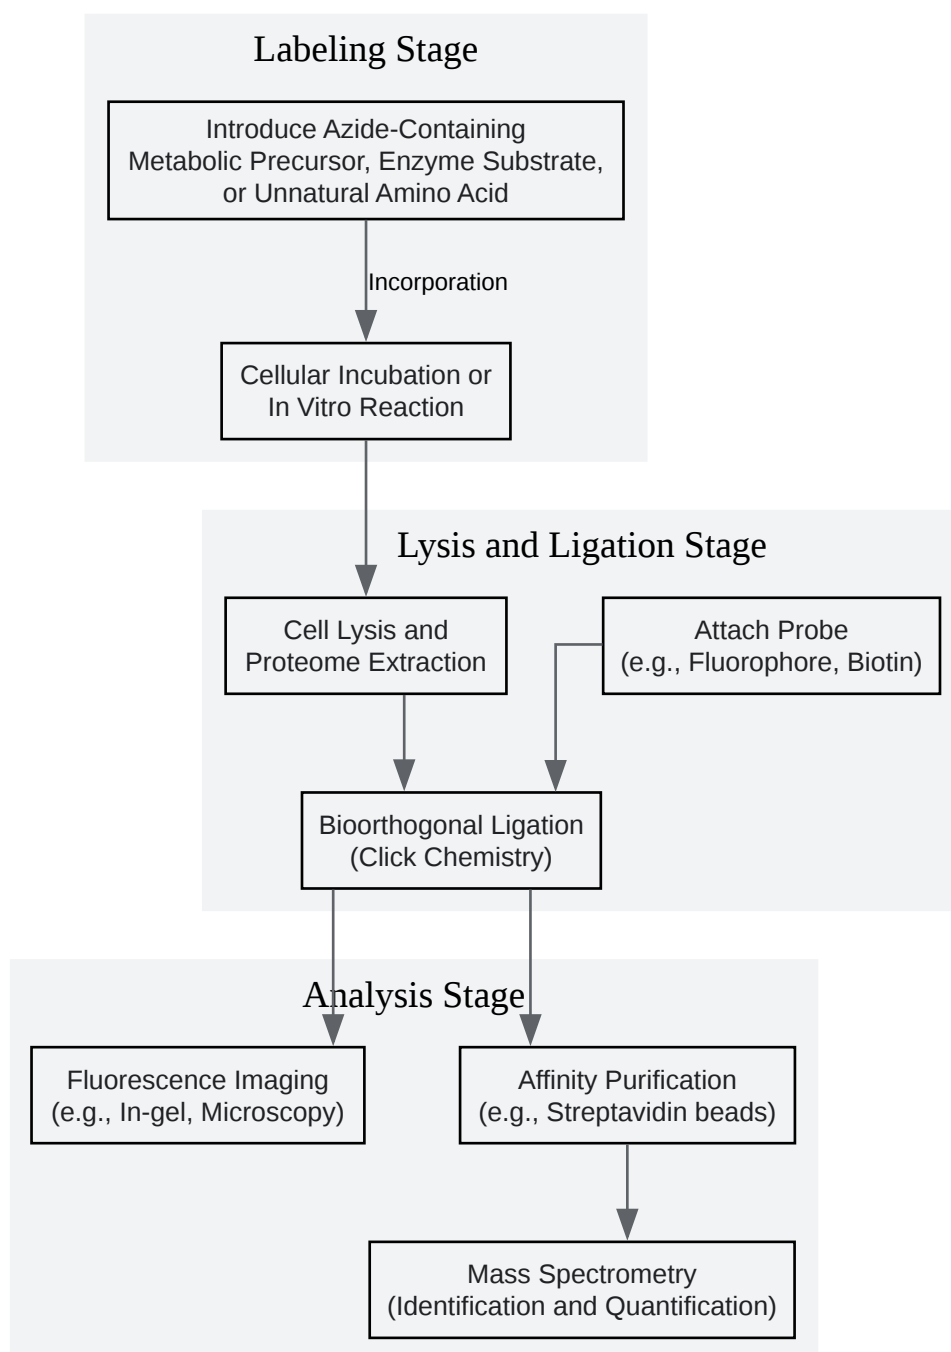 Labeling Stage
Introduce Azide-Containing
Metabolic Precursor, Enzyme Substrate,
or Unnatural Amino Acid
Incorporation
Cellular Incubation or
In Vitro Reaction
Lysis and Ligation Stage
Cell Lysis and
Proteome Extraction
Attach Probe
(e.g., Fluorophore, Biotin)
Bioorthogonal Ligation
(Click Chemistry)
Analysis Stage
Fluorescence Imaging
(e.g., In-gel, Microscopy)
Affinity Purification
(e.g., Streptavidin beads)
Mass Spectrometry
(Identification and Quantification)